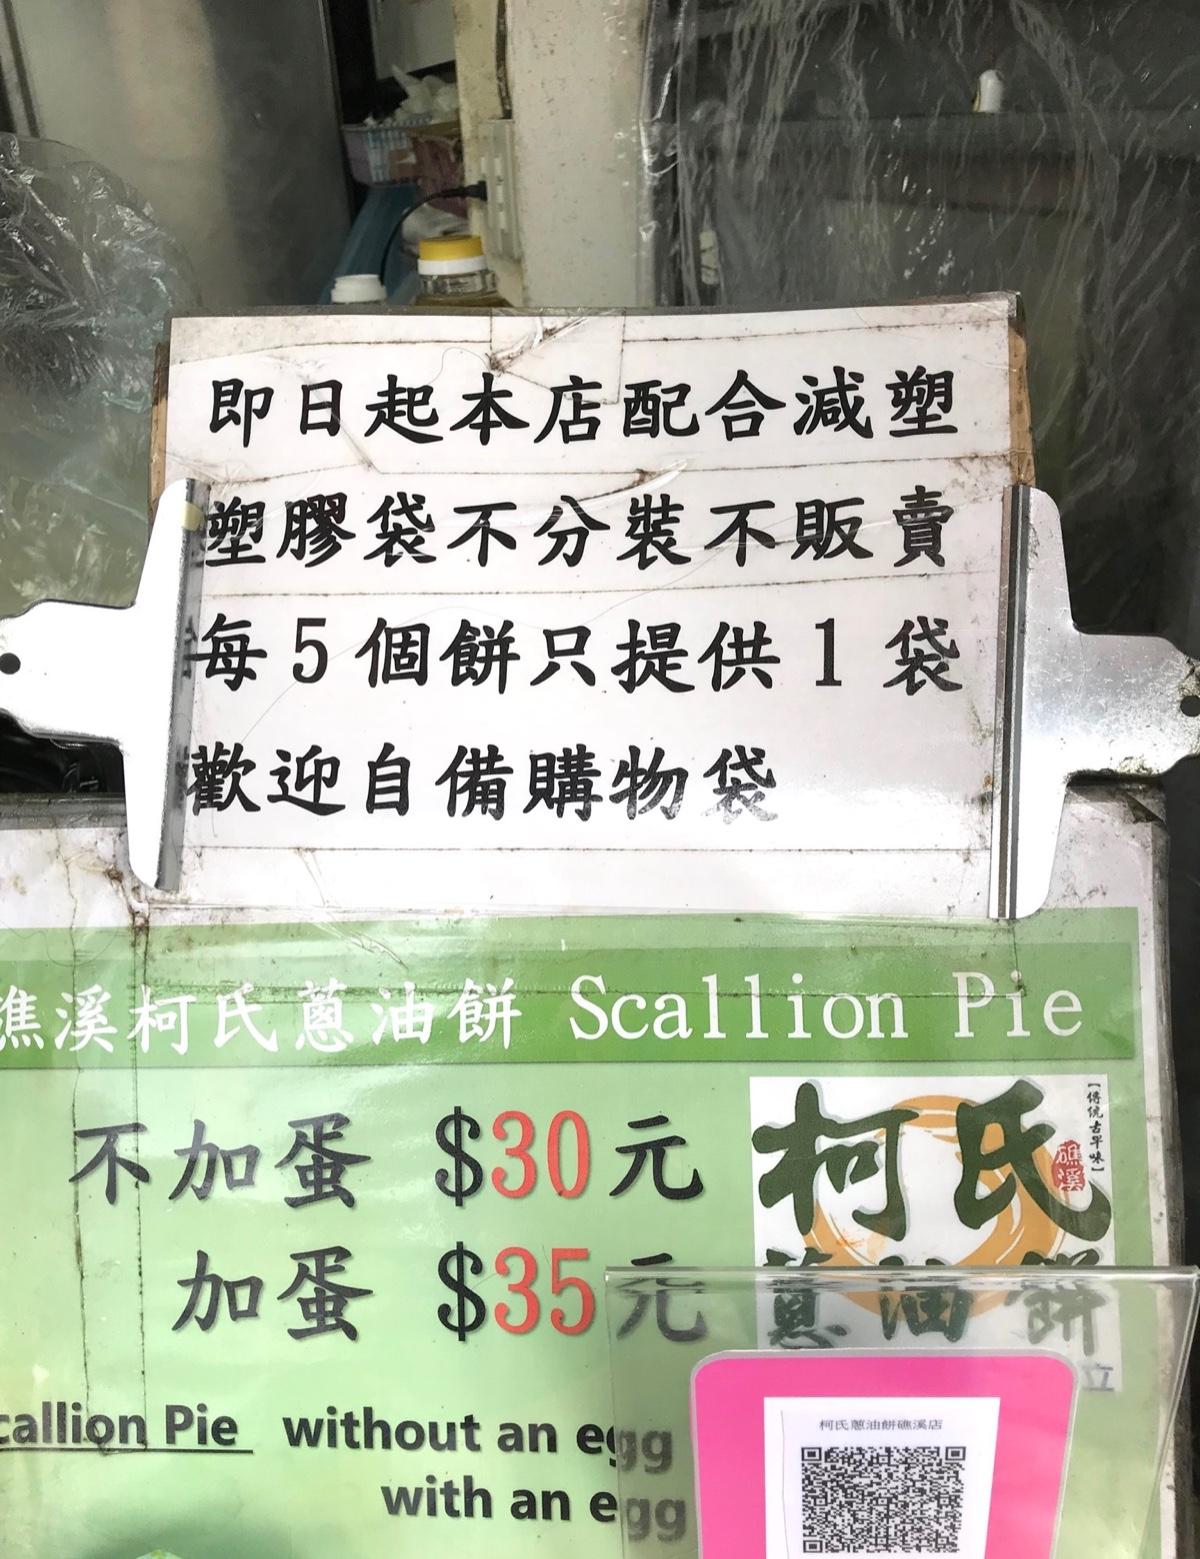 即日起本店配合減塑
塑膠袋不分裝不販賣
每5個餅只提供1袋
歡迎自備購物袋
礁溪柯氏蔥油餅 Scallion Pie
不加蛋 $30元
加蛋 $35元
callion Pie without an egg
with an egg
柯氏
蔥油餅
【傳統古早味】
礁溪
立
柯氏蔥油餅礁溪店